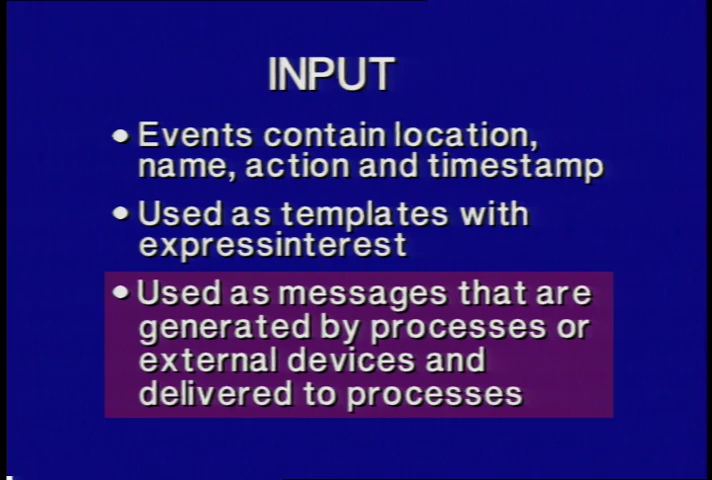 INPUT
• Events contain location,
name, action and timestamp
• Used as templates with
expressinterest
• Used as messages that are
generated by processes or
external devices and
delivered to processes